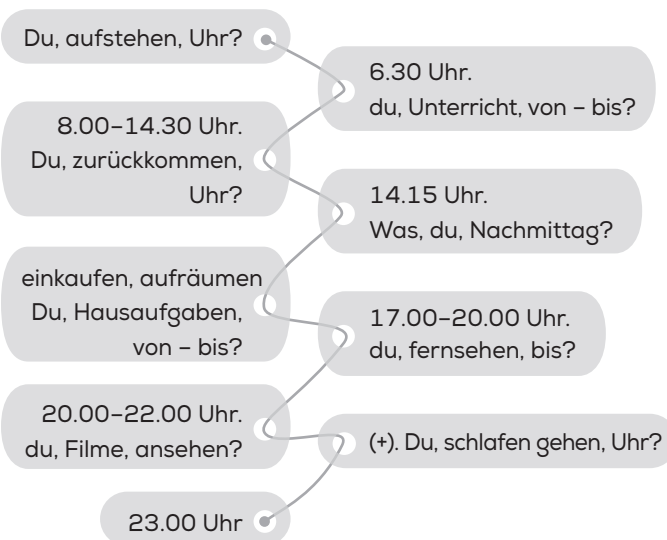 Du, aufstehen, Uhr?
6.30 Uhr.
du, Unterricht, von – bis?
8.00–14.30 Uhr.
Du, zurückkommen,
Uhr?
14.15 Uhr.
Was, du, Nachmittag?
einkaufen, aufräumen
Du, Hausaufgaben,
von – bis?
17.00–20.00 Uhr.
du, fernsehen, bis?
20.00–22.00 Uhr.
du, Filme, ansehen?
(+). Du, schlafen gehen, Uhr?
23.00 Uhr